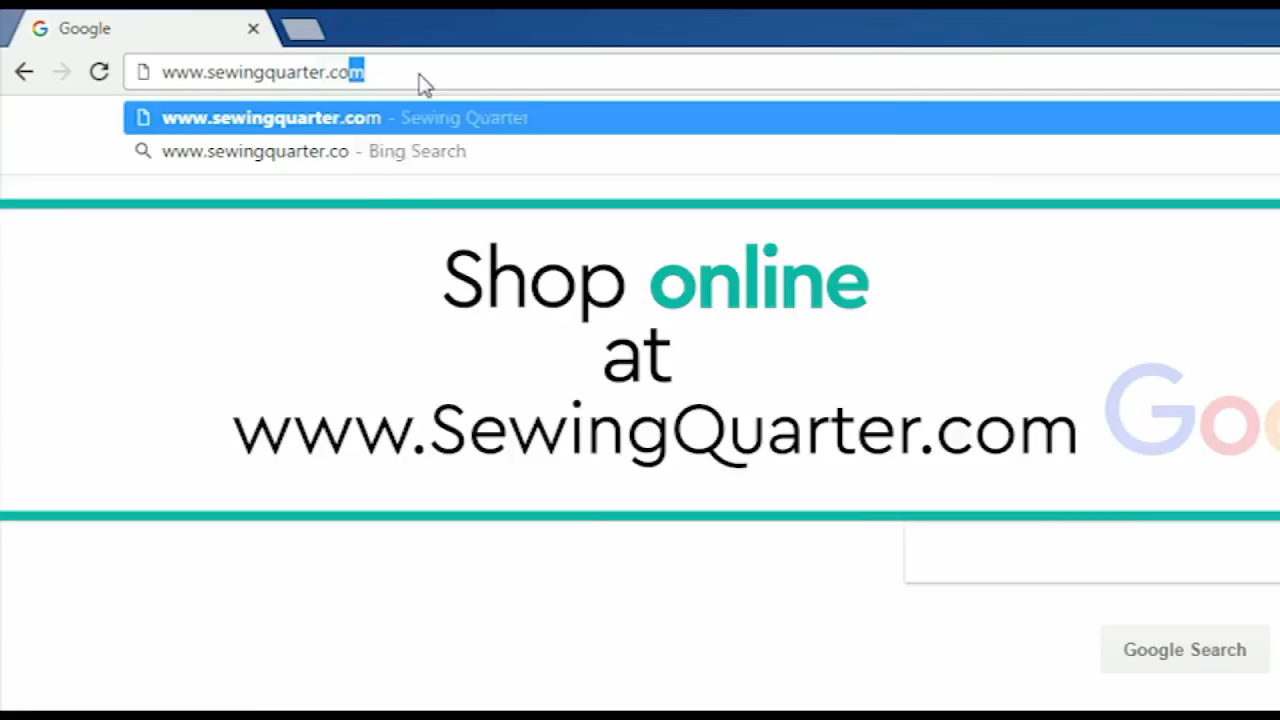 Google
www.sewingquarter.com
www.sewingquarter.com - Sewing Quarter
www.sewingquarter.co - Bing Search
Shop online
at
www.SewingQuarter.com
Goo
Google Search